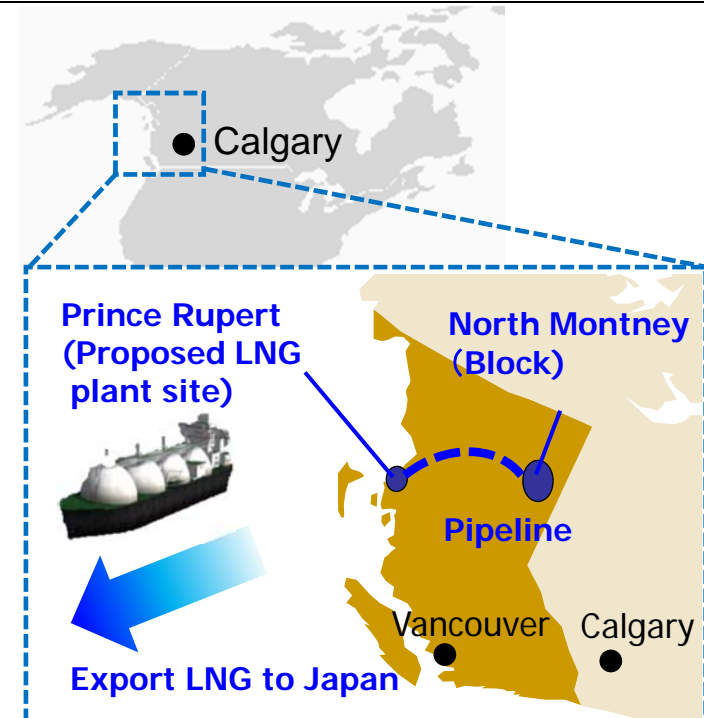 Calgary
Prince Rupert
(Proposed LNG
plant site)
North Montney
(Block)
Pipeline
Vancouver
Calgary
Export LNG to Japan